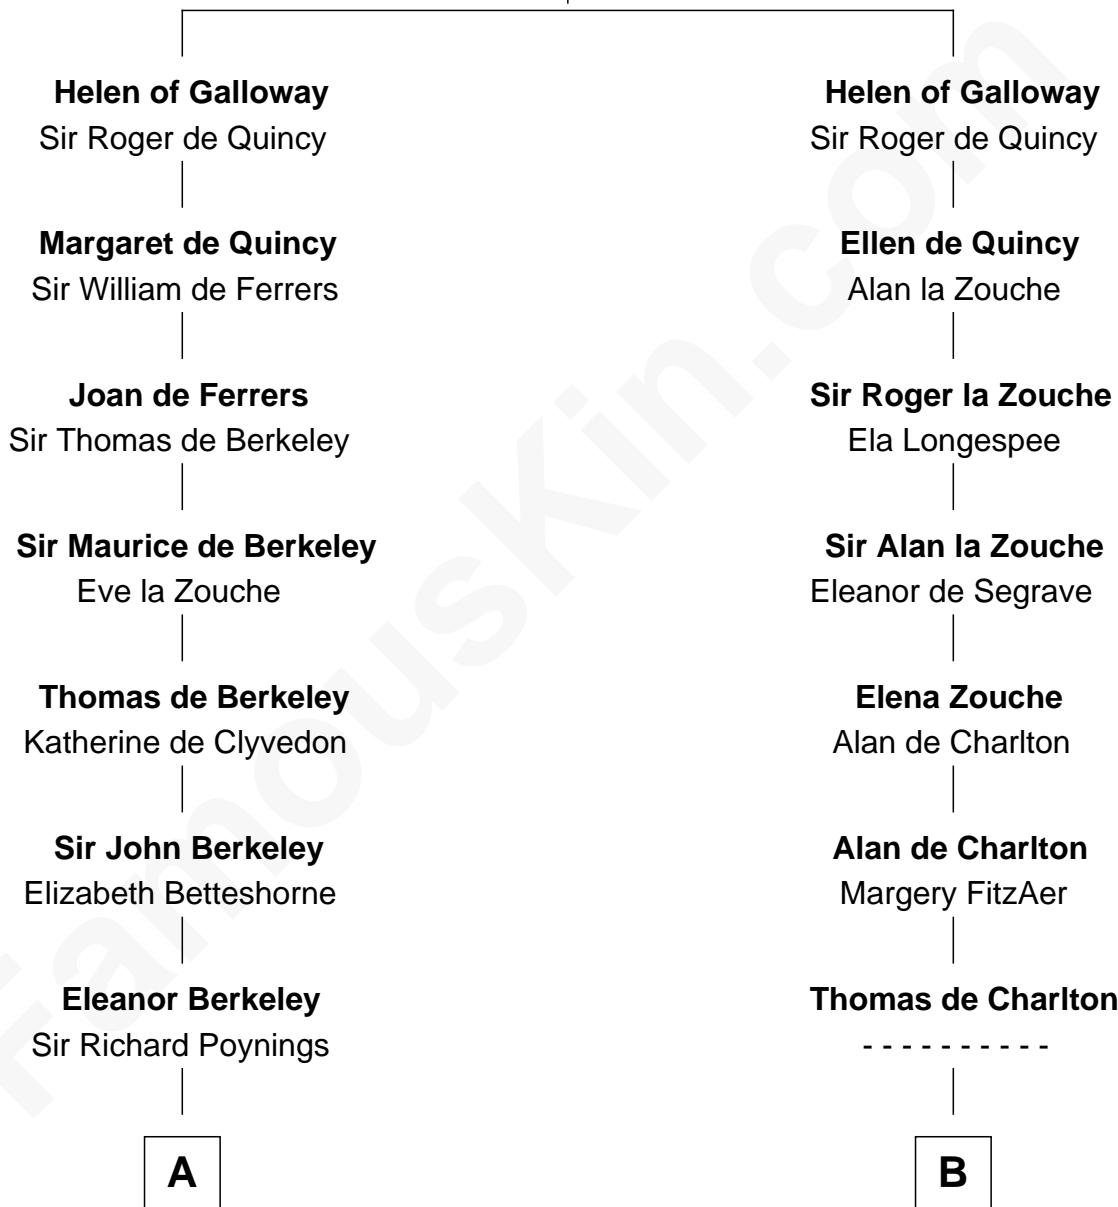 Helen of Galloway
Sir Roger de Quincy
Margaret de Quincy
Sir William de Ferrers
Joan de Ferrers
Sir Thomas de Berkeley
Sir Maurice de Berkeley
Eve la Zouche
Thomas de Berkeley
Katherine de Clyvedon
Sir John Berkeley
Elizabeth Betteshorne
Eleanor Berkeley
Sir Richard Poynings
A
Helen of Galloway
Sir Roger de Quincy
Ellen de Quincy
Alan la Zouche
Sir Roger la Zouche
Ela Longespee
Sir Alan la Zouche
Eleanor de Segrave
Elena Zouche
Alan de Charlton
Alan de Charlton
Margery FitzAer
Thomas de Charlton
- - - - - - - - - -
B
FamousKin.com